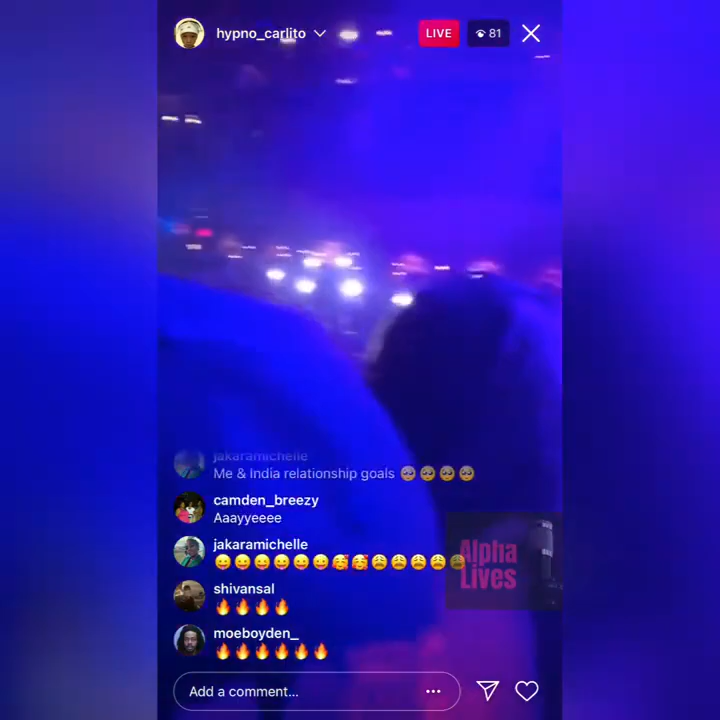 hypno_carlito
LIVE
81
jakaramichelle
Me & India relationship goals 🥺🥺🥺🥺
camden_breezy
Aaayyeeee
jakaramichelle
😛😛😛😛😛😛🥰🥰😩😩😩😩😩
shivansal
🔥🔥🔥🔥
moeboyden_
🔥🔥🔥🔥🔥🔥
Alpha
Lives
Add a comment...